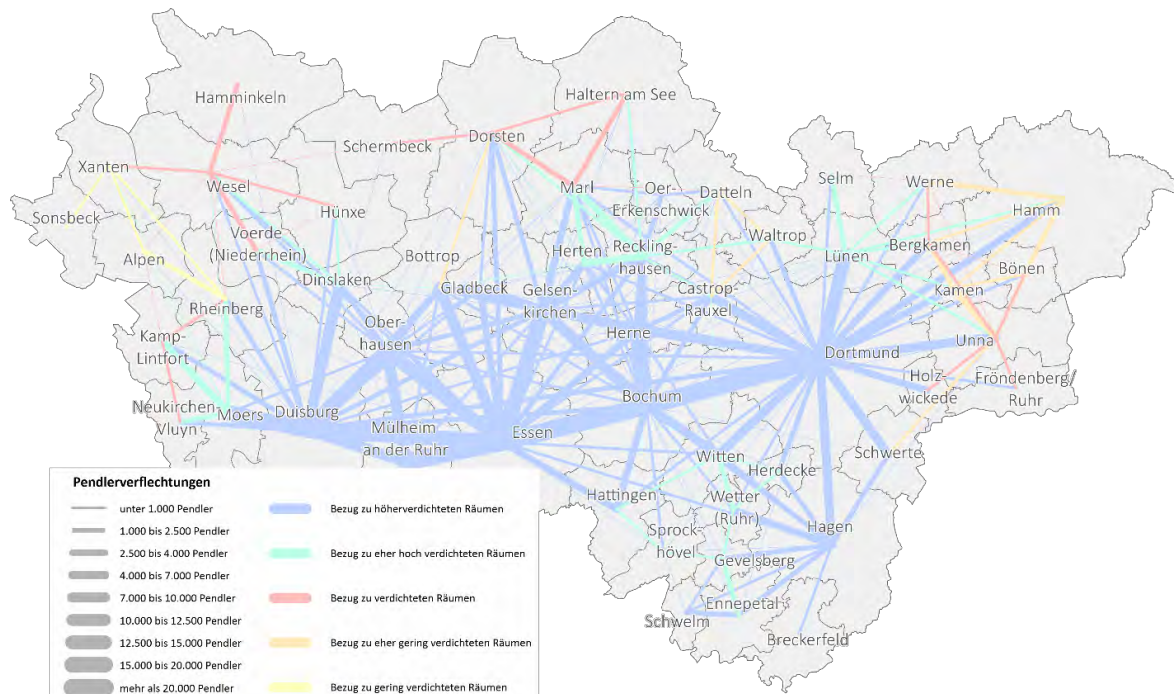 Hamminkeln
Haltern am See
Schermbeck
Dorsten
Xanten
Wesel
Marl
Oer-
Erkenschwick
Datteln
Selm
Werne
Sonsbeck
Hünxe
Hamm
Voerde
(Niederrhein)
Waltrop
Bergkamen
Alpen
Bottrop
Herten
Reckling-
hausen
Lünen
Bönen
Dinslaken
Gladbeck
Gelsen-
kirchen
Castrop-
Rauxel
Kamen
Rheinberg
Ober-
hausen
Herne
Kamp-
Lintfort
Dortmund
Unna
Holz-
wickede
Fröndenberg/
Ruhr
Neukirchen-
Vluyn
Moers
Duisburg
Mülheim
an der Ruhr
Essen
Bochum
Witten
Herdecke
Schwerte
Hattingen
Wetter
(Ruhr)
Hagen
Sprock-
hövel
Gevelsberg
Ennepetal
Schwelm
Breckerfeld
Pendlerverflechtungen
unter 1.000 Pendler
Bezug zu höherverdichteten Räumen
1.000 bis 2.500 Pendler
2.500 bis 4.000 Pendler
Bezug zu eher hoch verdichteten Räumen
4.000 bis 7.000 Pendler
7.000 bis 10.000 Pendler
Bezug zu verdichteten Räumen
10.000 bis 12.500 Pendler
12.500 bis 15.000 Pendler
Bezug zu eher gering verdichteten Räumen
15.000 bis 20.000 Pendler
mehr als 20.000 Pendler
Bezug zu gering verdichteten Räumen